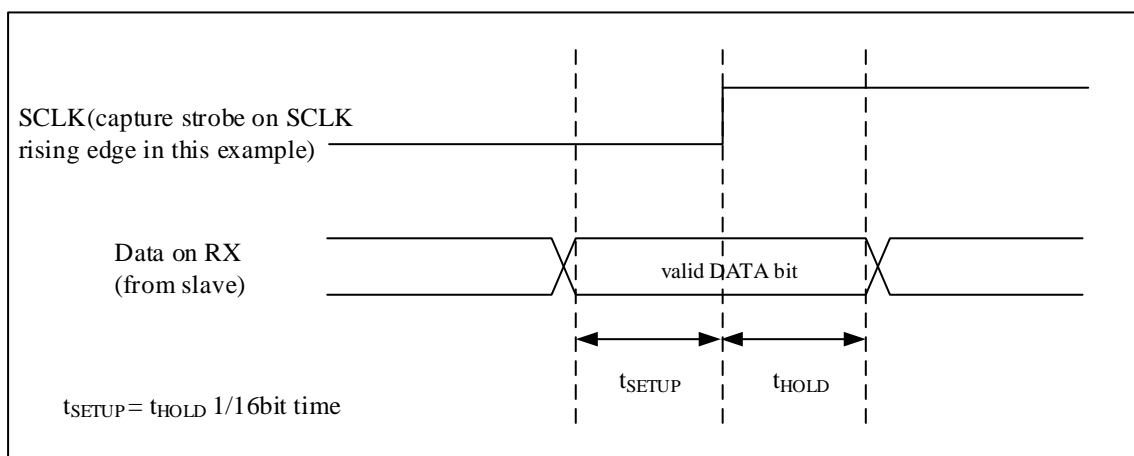 SCLK(capture strobe on SCLK
rising edge in this example)
Data on RX
(from slave)
valid DATA bit
tSETUP
tHOLD
tSETUP= tHOLD 1/16bit time